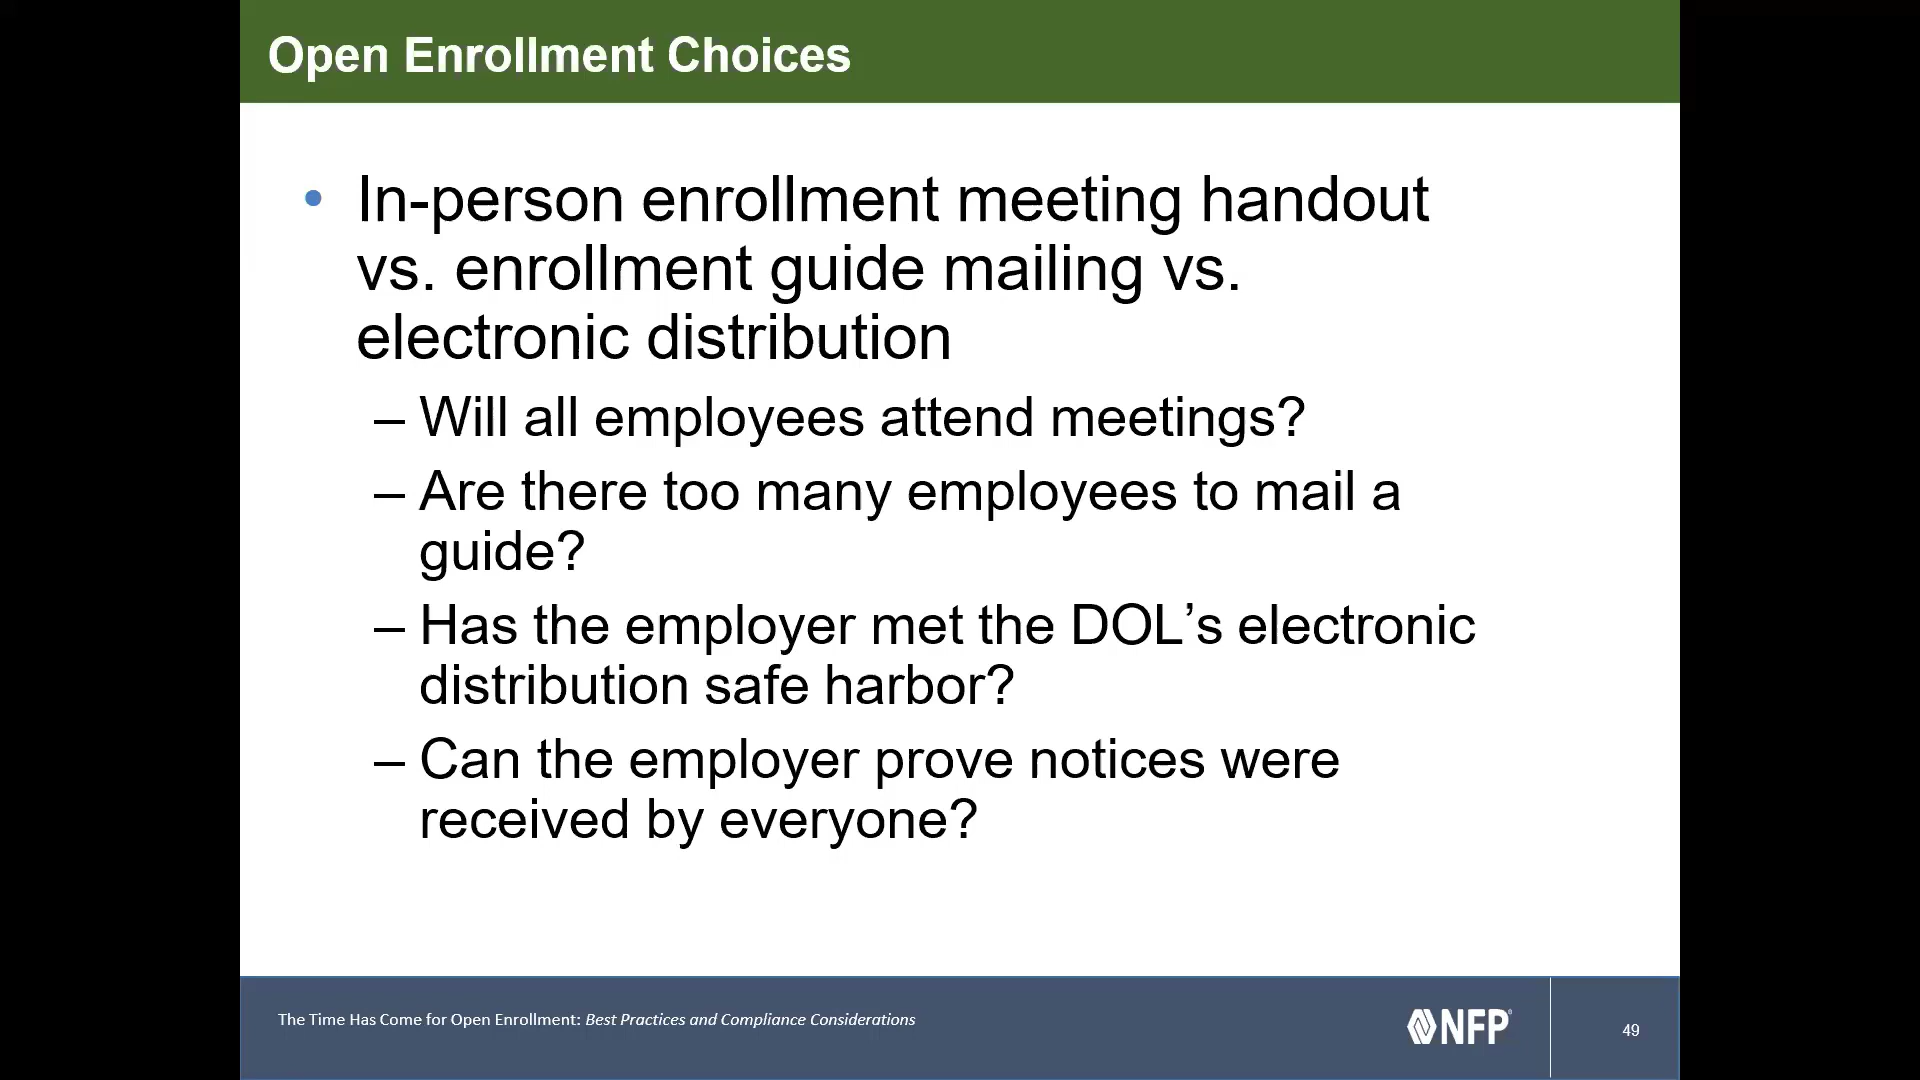 Open Enrollment Choices
• In-person enrollment meeting handout
vs. enrollment guide mailing vs.
electronic distribution
– Will all employees attend meetings?
– Are there too many employees to mail a
guide?
– Has the employer met the DOL’s electronic
distribution safe harbor?
– Can the employer prove notices were
received by everyone?
The Time Has Come for Open Enrollment: Best Practices and Compliance Considerations
NFP®
49